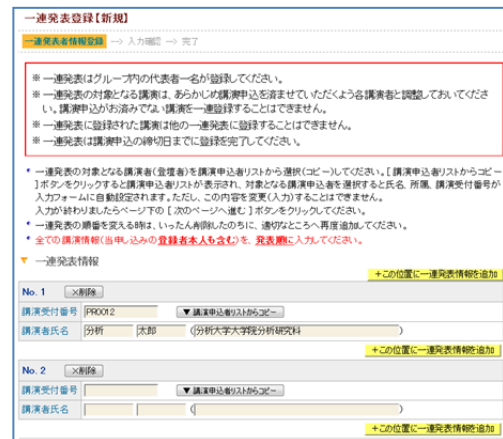 一連発表登録【新規】
一連発表者情報登録 --> 入力確認 --> 完了
※ 一連発表はグループ内の代表者一名が登録してください。
※ 一連発表の対象となる講演は、あらかじめ講演申込を済ませていただくよう各講演者と調整しておいてくださ
い。講演申込がお済みでない講演を一連登録することはできません。
※ 一連発表に登録された講演は他の一連発表に登録することはできません。
※ 一連発表は講演申込の締切日までに登録を完了してください。
* 一連発表の対象となる講演者(登壇者)を講演申込者リストから選択(コピー)してください。[ 講演申込者リストからコピー
]ボタンをクリックすると講演申込者リストが表示され、対象となる講演申込者を選択すると氏名、所属、講演受付番号が
入力フォームに自動設定されます。ただし、この内容を変更(入力)することはできません。
入力が終わりましたらページ下の [ 次のページへ進む ] ボタンをクリックしてください。
* 一連発表の順番を変える時は、いったん削除したのちに、適切なところへ再度追加してください。
* 全ての講演情報(当申し込みの登録者本人も含む)を、発表順に入力してください。
▼ 一連発表情報
+この位置に一連発表情報を追加
No. 1 ×削除
講演受付番号 PR0012 ▼ 講演申込者リストからコピー
講演者氏名 分析 太郎 (分析大学大学院分析研究科 )
+この位置に一連発表情報を追加
No. 2 ×削除
講演受付番号 ▼ 講演申込者リストからコピー
講演者氏名 ( )
+この位置に一連発表情報を追加